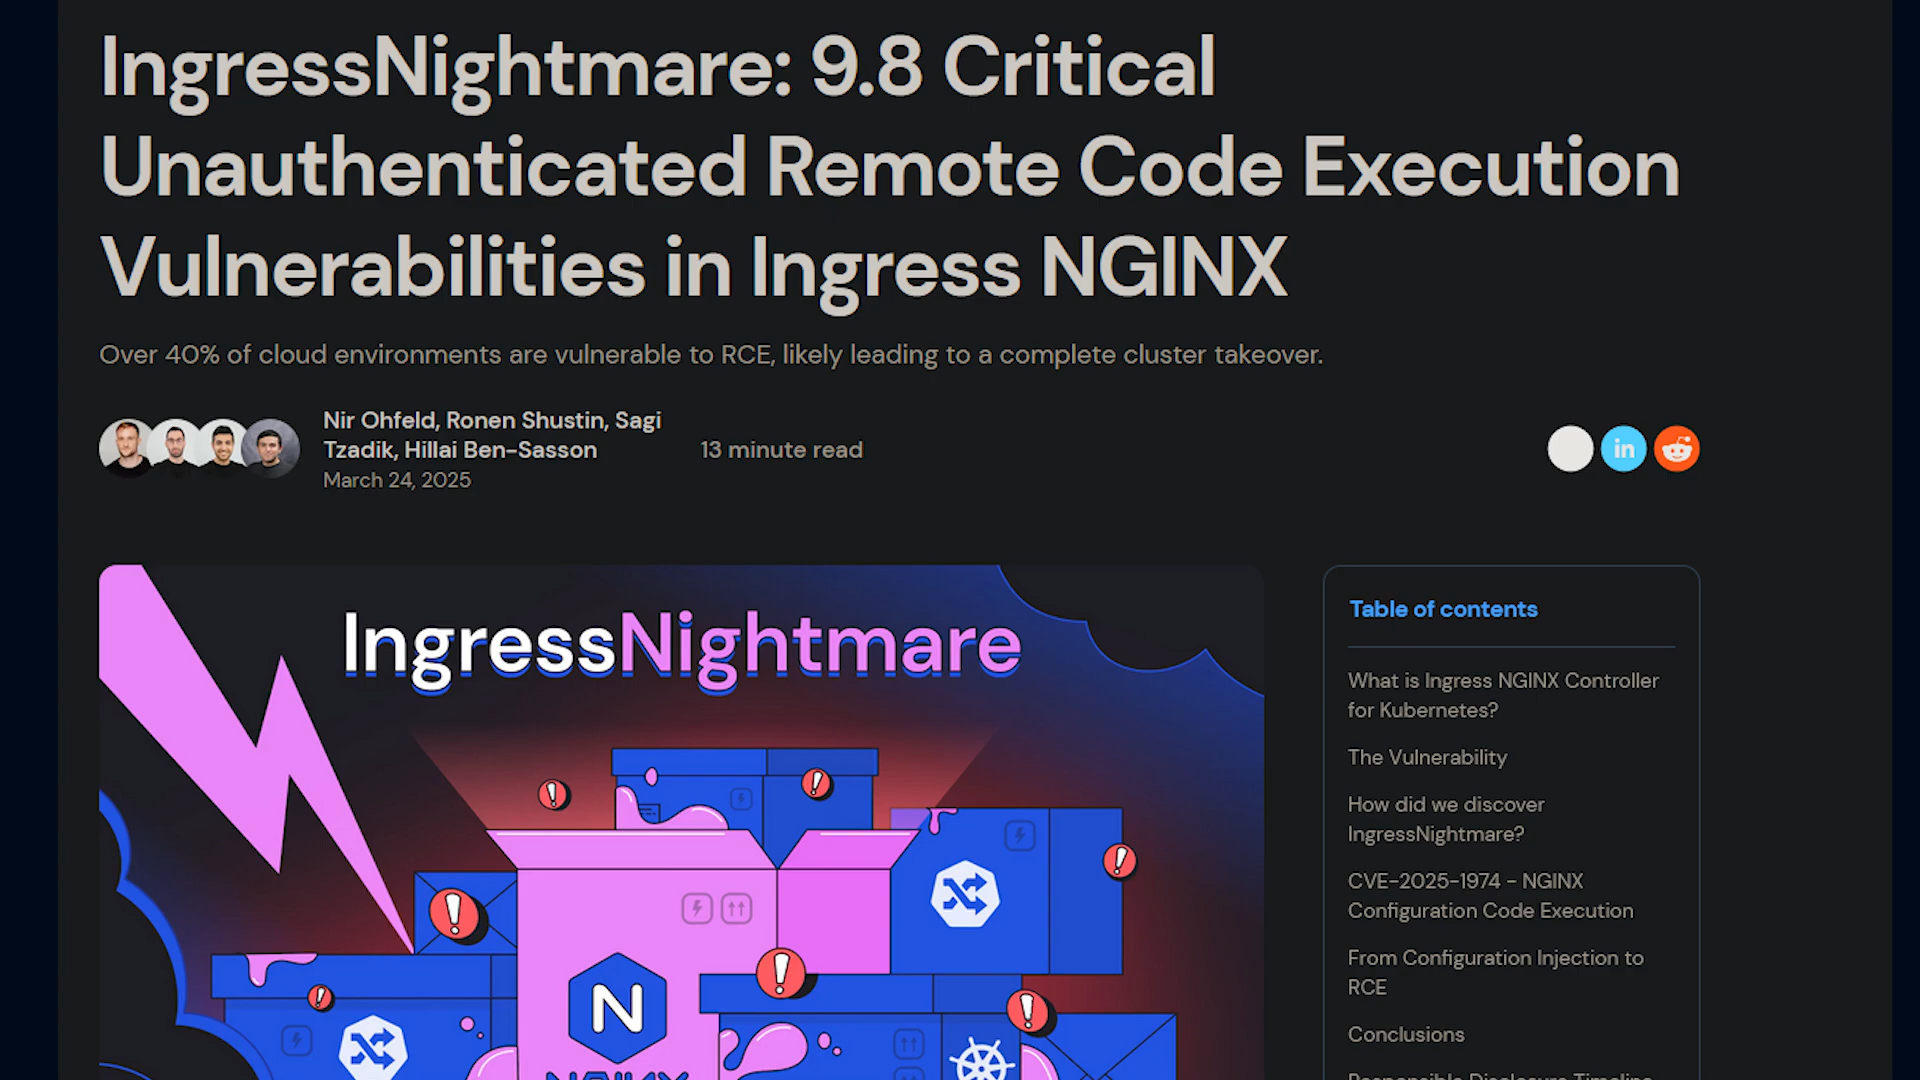 IngressNightmare: 9.8 Critical
Unauthenticated Remote Code Execution
Vulnerabilities in Ingress NGINX
Over 40% of cloud environments are vulnerable to RCE, likely leading to a complete cluster takeover.
Nir Ohfeld, Ronen Shustin, Sagi
Tzadik, Hillai Ben-Sasson
March 24, 2025
13 minute read
in
IngressNightmare
N
Table of contents
What is Ingress NGINX Controller
for Kubernetes?
The Vulnerability
How did we discover
IngressNightmare?
CVE-2025-1974 - NGINX
Configuration Code Execution
From Configuration Injection to
RCE
Conclusions
Responsible Disclosure Timeline